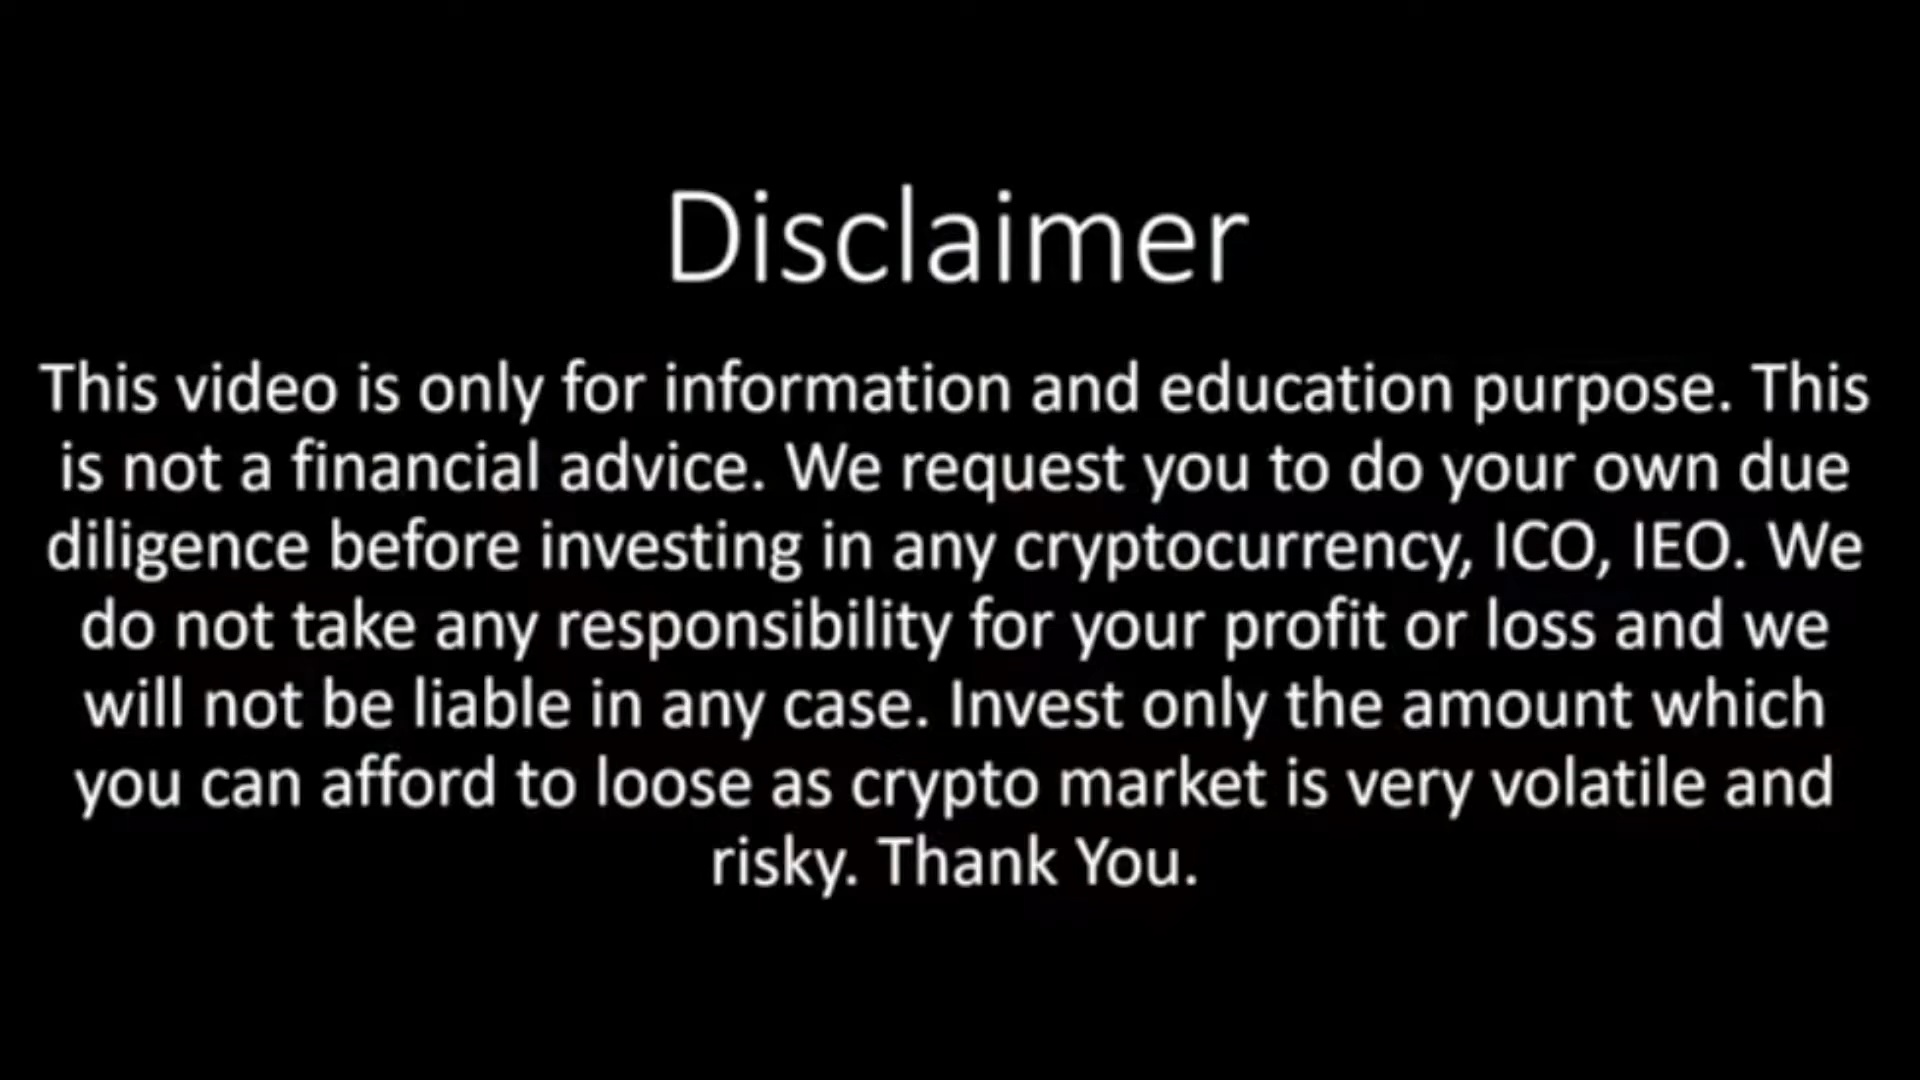 Disclaimer
This video is only for information and education purpose. This
is not a financial advice. We request you to do your own due
diligence before investing in any cryptocurrency, ICO, IEO. We
do not take any responsibility for your profit or loss and we
will not be liable in any case. Invest only the amount which
you can afford to loose as crypto market is very volatile and
risky. Thank You.